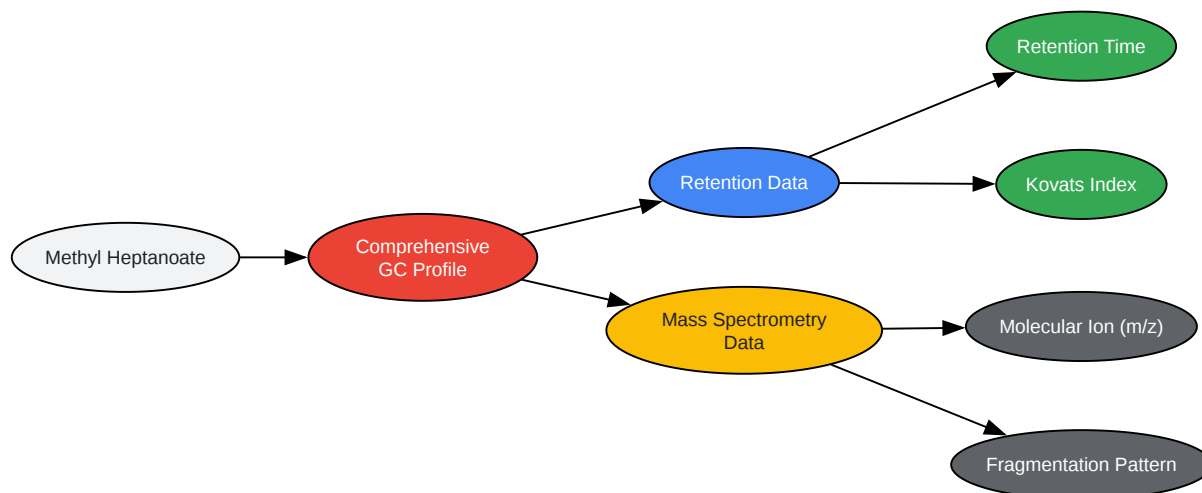 Retention Time
Retention Data
Kovats Index
Methyl Heptanoate
Comprehensive
GC Profile
Mass Spectrometry
Data
Molecular Ion (m/z)
Fragmentation Pattern